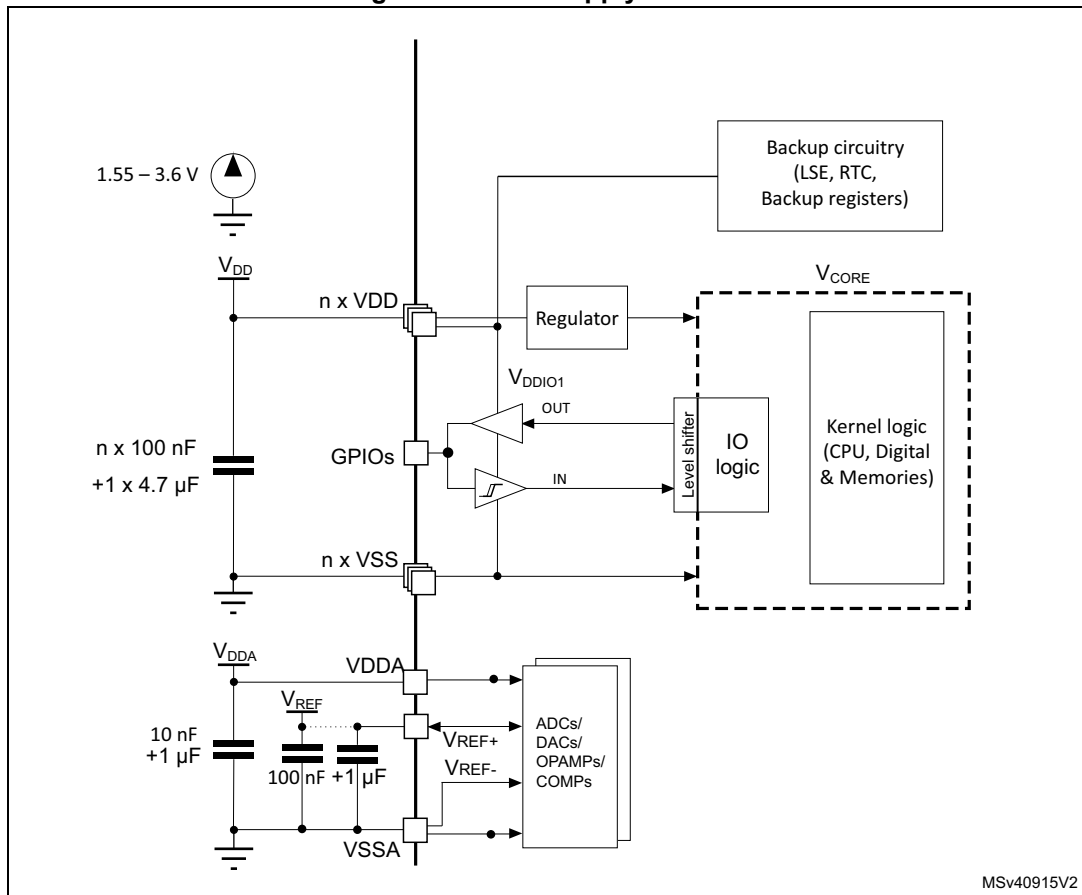 1.55 – 3.6 V
Backup circuitry
(LSE, RTC,
Backup registers)
VDD
VCORE
n x VDD
Regulator
VDDIO1
OUT
n x 100 nF
+1 x 4.7 µF
GPIOs
IN
Level shifter
IO
logic
Kernel logic
(CPU, Digital
& Memories)
n x VSS
VDDA
VDDA
VREF
10 nF
+1 µF
100 nF
+1 µF
VREF+
VREF-
ADCs/
DACs/
OPAMPs/
COMPs
VSSA
MSv40915V2